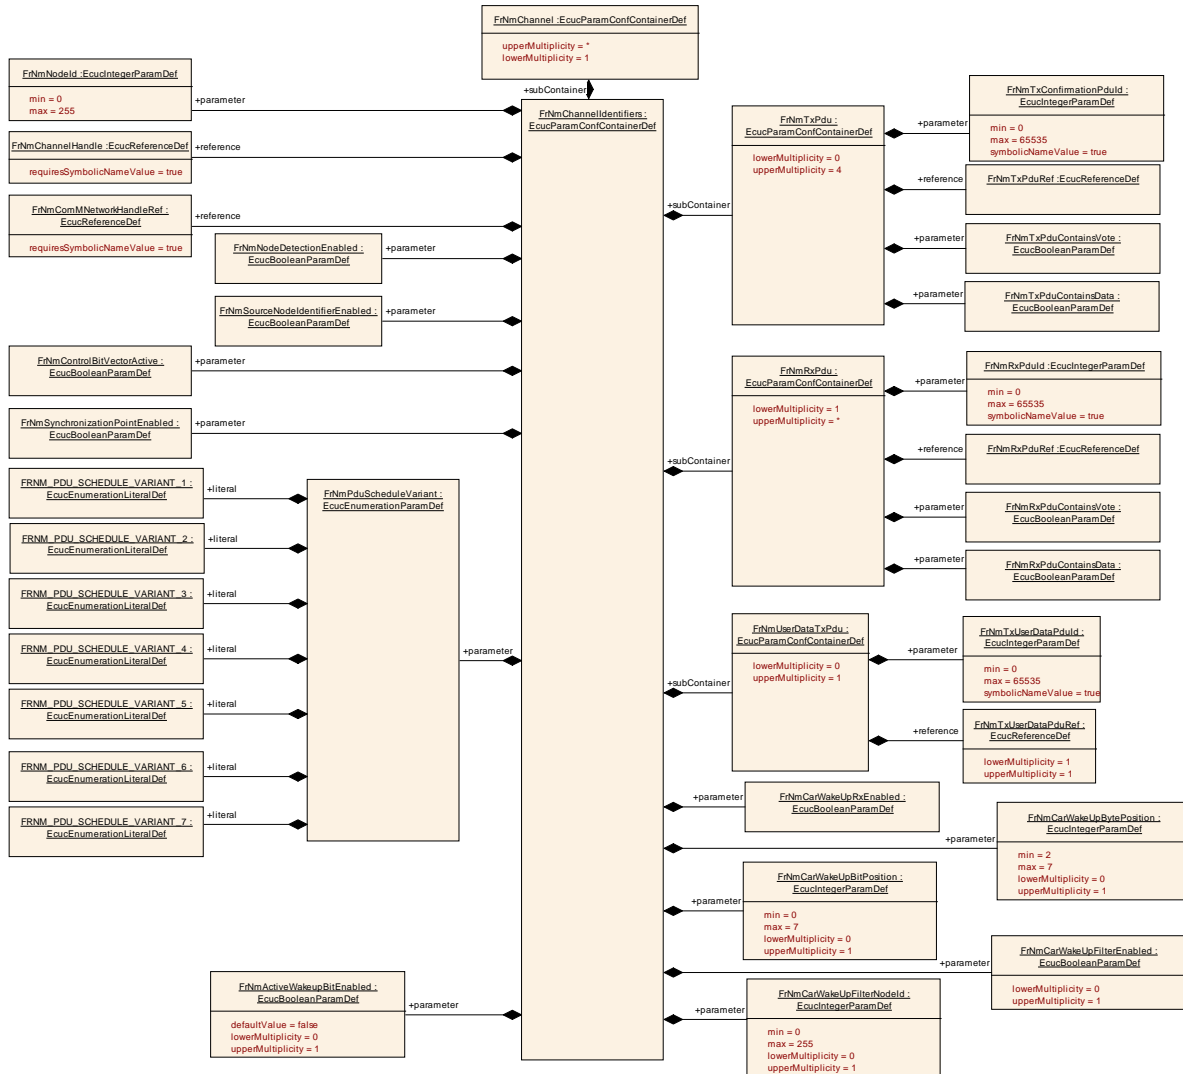 FrNmChannel :EcucParamConfContainerDef
upperMultiplicity = *
lowerMultiplicity = 1
+subContainer
FrNmChannelIdentifiers :
EcucParamConfContainerDef
FrNmNodeId :EcucIntegerParamDef
min = 0
max = 255
+parameter
FrNmChannelHandle :EcucReferenceDef
requiresSymbolicNameValue = true
+reference
FrNmComMNetworkHandleRef :
EcucReferenceDef
requiresSymbolicNameValue = true
+reference
FrNmNodeDetectionEnabled :
EcucBooleanParamDef
+parameter
FrNmSourceNodeIdentifierEnabled :
EcucBooleanParamDef
+parameter
FrNmControlBitVectorActive :
EcucBooleanParamDef
+parameter
FrNmSynchronizationPointEnabled :
EcucBooleanParamDef
+parameter
FRNM_PDU_SCHEDULE_VARIANT_1 :
EcucEnumerationLiteralDef
+literal
FRNM_PDU_SCHEDULE_VARIANT_2 :
EcucEnumerationLiteralDef
+literal
FRNM_PDU_SCHEDULE_VARIANT_3 :
EcucEnumerationLiteralDef
+literal
FRNM_PDU_SCHEDULE_VARIANT_4 :
EcucEnumerationLiteralDef
+literal
FRNM_PDU_SCHEDULE_VARIANT_5 :
EcucEnumerationLiteralDef
+literal
FRNM_PDU_SCHEDULE_VARIANT_6 :
EcucEnumerationLiteralDef
+literal
FRNM_PDU_SCHEDULE_VARIANT_7 :
EcucEnumerationLiteralDef
+literal
FrNmPduScheduleVariant :
EcucEnumerationParamDef
+parameter
FrNmActiveWakeupBitEnabled :
EcucBooleanParamDef
defaultValue = false
lowerMultiplicity = 0
upperMultiplicity = 1
+parameter
+subContainer
FrNmTxPdu :
EcucParamConfContainerDef
lowerMultiplicity = 0
upperMultiplicity = 4
+parameter
FrNmTxConfirmationPduId :
EcucIntegerParamDef
min = 0
max = 65535
symbolicNameValue = true
+reference
FrNmTxPduRef :EcucReferenceDef
+parameter
FrNmTxPduContainsVote :
EcucBooleanParamDef
+parameter
FrNmTxPduContainsData :
EcucBooleanParamDef
+subContainer
FrNmRxPdu :
EcucParamConfContainerDef
lowerMultiplicity = 1
upperMultiplicity = *
+parameter
FrNmRxPduId :EcucIntegerParamDef
min = 0
max = 65535
symbolicNameValue = true
+reference
FrNmRxPduRef :EcucReferenceDef
+parameter
FrNmRxPduContainsVote :
EcucBooleanParamDef
+parameter
FrNmRxPduContainsData :
EcucBooleanParamDef
+subContainer
FrNmUserDataTxPdu :
EcucParamConfContainerDef
lowerMultiplicity = 0
upperMultiplicity = 1
+parameter
FrNmTxUserDataPduId :
EcucIntegerParamDef
min = 0
max = 65535
symbolicNameValue = true
+reference
FrNmTxUserDataPduRef :
EcucReferenceDef
lowerMultiplicity = 1
upperMultiplicity = 1
+parameter
FrNmCarWakeUpRxEnabled :
EcucBooleanParamDef
+parameter
FrNmCarWakeUpBytePosition :
EcucIntegerParamDef
min = 2
max = 7
lowerMultiplicity = 0
upperMultiplicity = 1
+parameter
FrNmCarWakeUpBitPosition :
EcucIntegerParamDef
min = 0
max = 7
lowerMultiplicity = 0
upperMultiplicity = 1
+parameter
FrNmCarWakeUpFilterEnabled :
EcucBooleanParamDef
lowerMultiplicity = 0
upperMultiplicity = 1
+parameter
FrNmCarWakeUpFilterNodeId :
EcucIntegerParamDef
min = 0
max = 255
lowerMultiplicity = 0
upperMultiplicity = 1